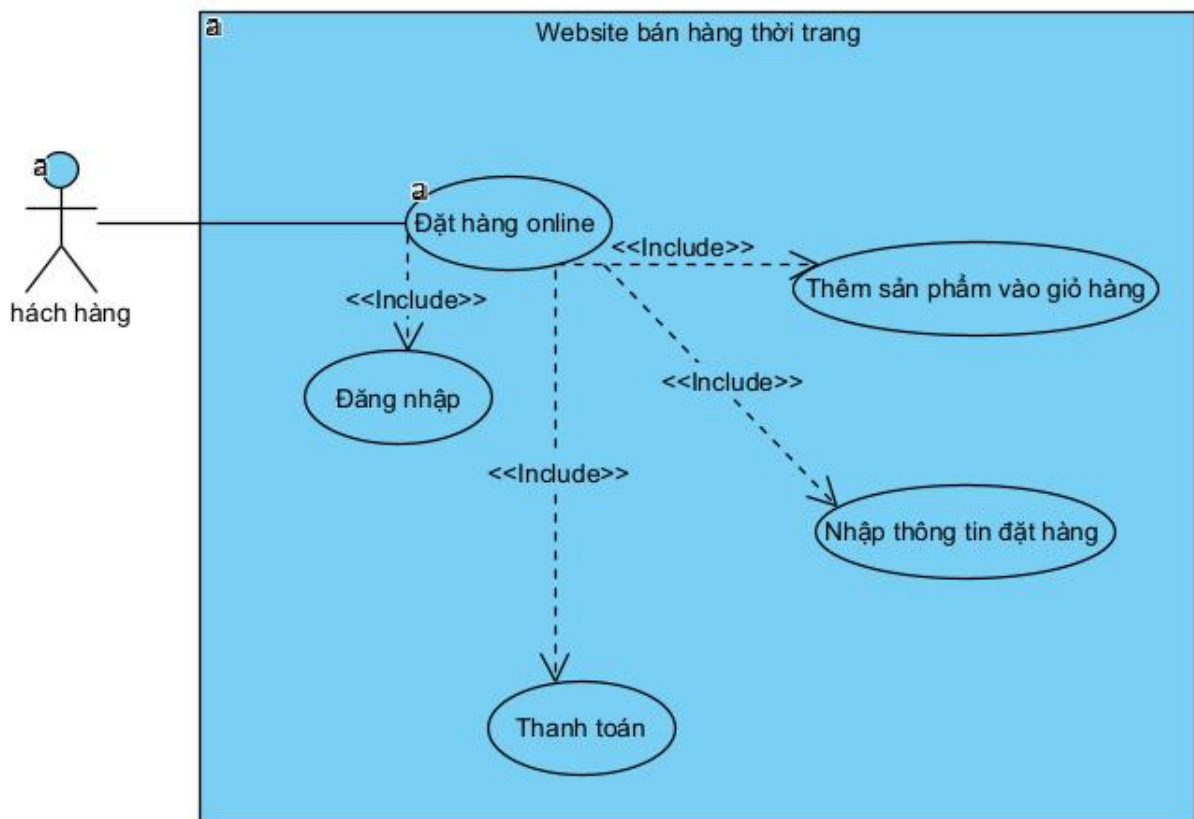 a
Website bán hàng thời trang
a
a
Đặt hàng online
<<Include>>
<<Include>>
Thêm sản phẩm vào giỏ hàng
hách hàng
<<Include>>
Đăng nhập
<<Include>>
Nhập thông tin đặt hàng
Thanh toán